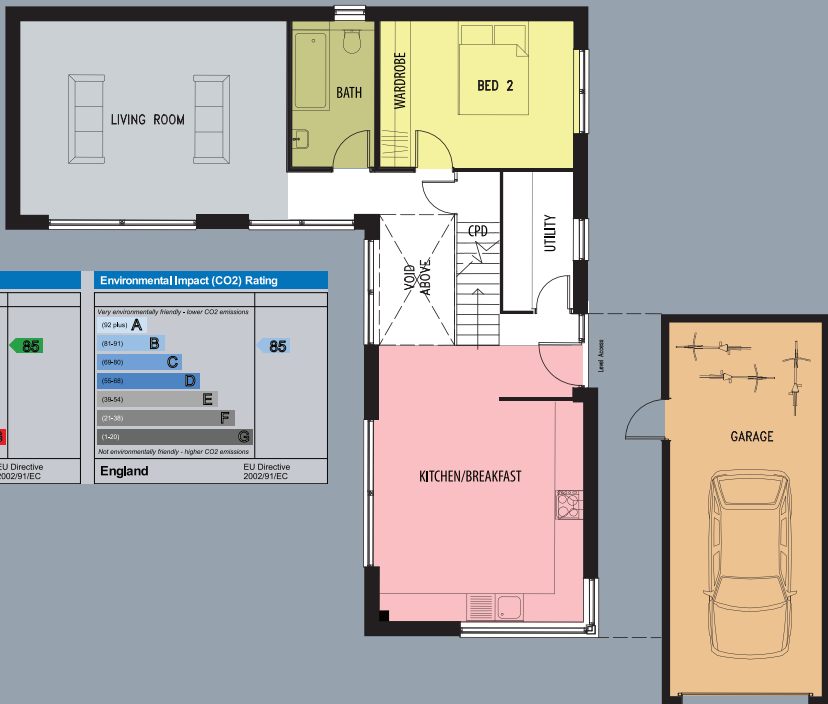 LIVING ROOM
BATH
WARDROBE
BED 2
CPD
UTILITY
VOID
ABOVE
Level Access
KITCHEN/BREAKFAST
GARAGE
85
EU Directive
2002/91/EC
Environmental Impact (CO2) Rating
Very environmentally friendly - lower CO2 emissions
(92 plus) A
(81-91) B
(69-80) C
(55-68) D
(39-54) E
(21-38) F
(1-20) G
Not environmentally friendly - higher CO2 emissions
85
England
EU Directive
2002/91/EC